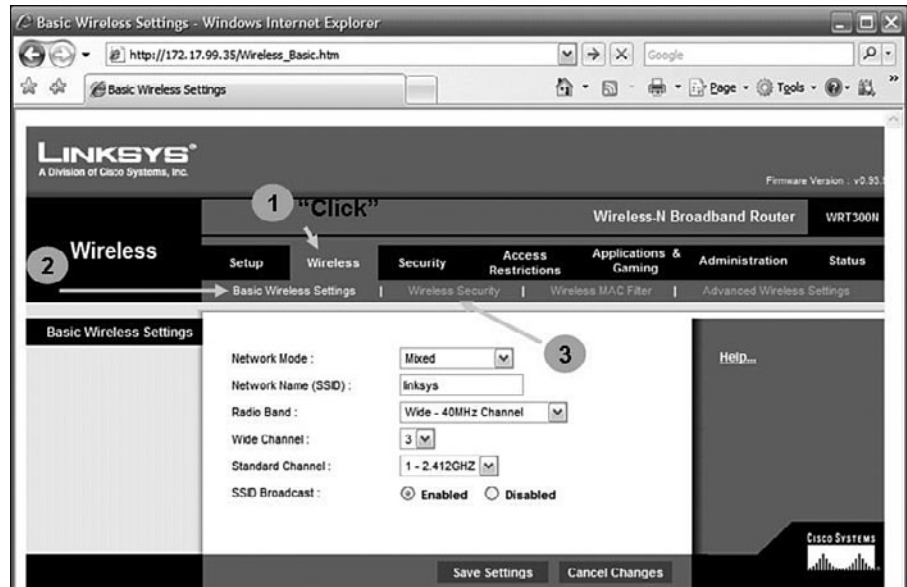 Basic Wireless Settings - Windows Internet Explorer
http://172.17.99.35/Wireless_Basic.htm
Google
Basic Wireless Settings
Page
Tools
LINKSYS®
A Division of Cisco Systems, Inc.
Firmware Version : v0.93.
1 "Click"
Wireless-N Broadband Router WRT300N
Wireless
2
Setup Wireless Security Access Restrictions Applications & Gaming Administration Status
Basic Wireless Settings | Wireless Security | Wireless MAC Filter | Advanced Wireless Settings
Basic Wireless Settings
3
Help...
Network Mode : Mixed
Network Name (SSID) : linksys
Radio Band : Wide - 40MHz Channel
Wide Channel : 3
Standard Channel : 1 - 2.412GHZ
SSID Broadcast : Enabled Disabled
CISCO SYSTEMS
Save Settings Cancel Changes